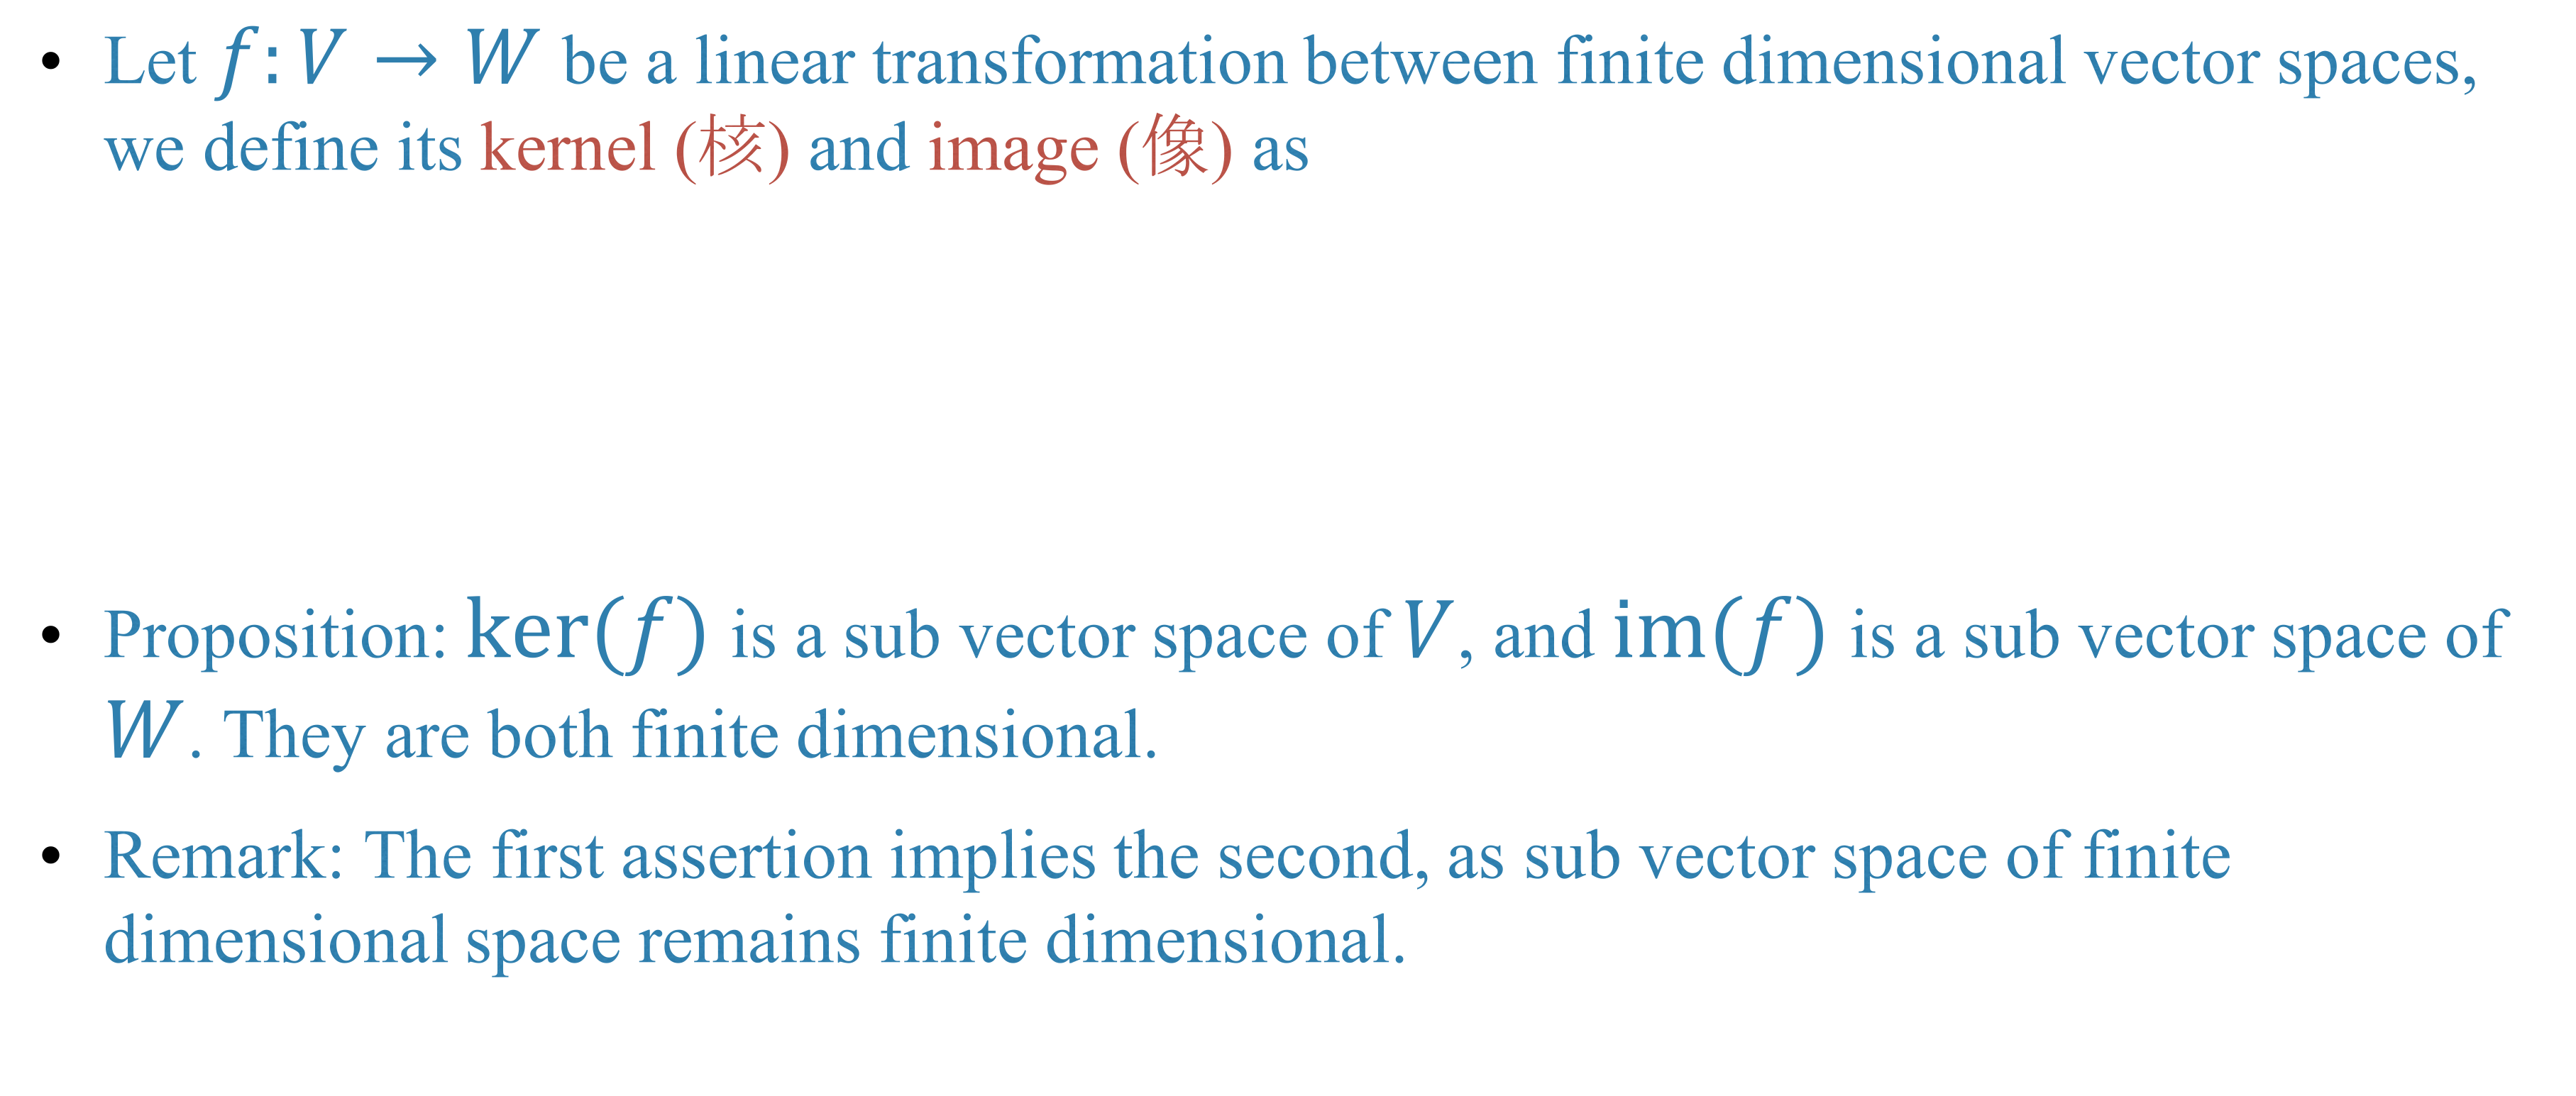 • Let f: V → W be a linear transformation between finite dimensional vector spaces,
we define its kernel (核) and image (像) as
• Proposition: ker(f) is a sub vector space of V, and im(f) is a sub vector space of
W. They are both finite dimensional.
• Remark: The first assertion implies the second, as sub vector space of finite
dimensional space remains finite dimensional.